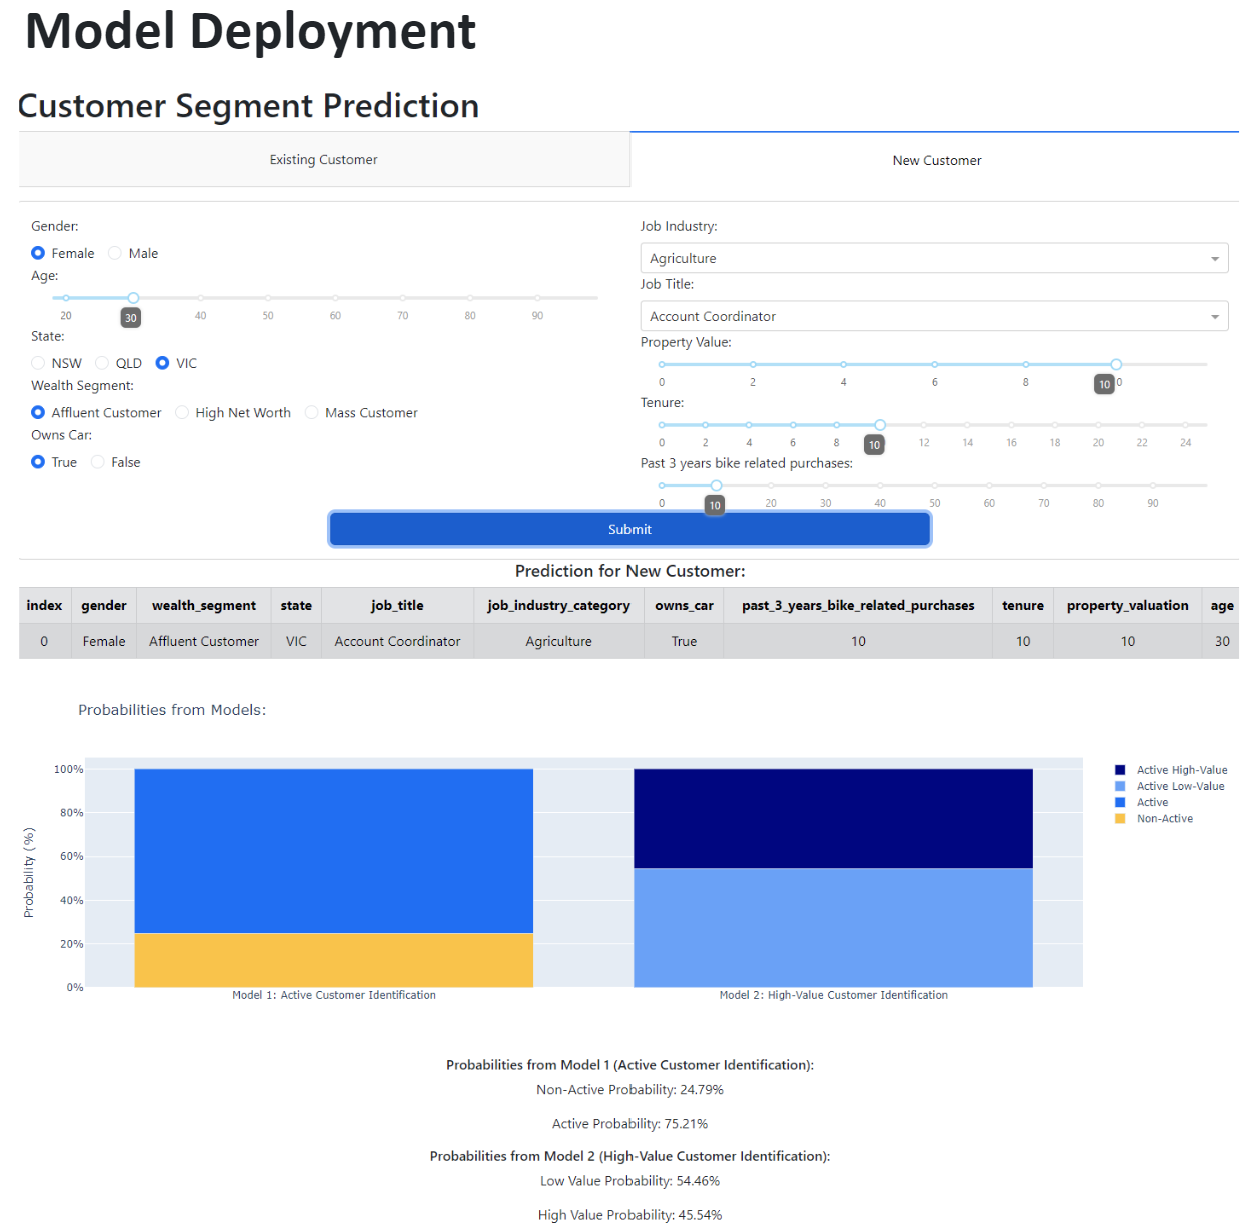 Model Deployment
Customer Segment Prediction
Existing Customer
New Customer
Gender:
Female Male
Age:
20 30 40 50 60 70 80 90
State:
NSW QLD VIC
Wealth Segment:
Affluent Customer High Net Worth Mass Customer
Owns Car:
True False
Job Industry:
Agriculture
Job Title:
Account Coordinator
Property Value:
0 2 4 6 8 10 0
Tenure:
0 2 4 6 8 10 12 14 16 18 20 22 24
Past 3 years bike related purchases:
0 10 20 30 40 50 60 70 80 90
Submit
Prediction for New Customer:
index gender wealth_segment state job_title job_industry_category owns_car past_3_years_bike_related_purchases tenure property_valuation age
0 Female Affluent Customer VIC Account Coordinator Agriculture True 10 10 10 30
Probabilities from Models:
Probability (%)
100%
80%
60%
40%
20%
0%
Model 1: Active Customer Identification
Model 2: High-Value Customer Identification
Active High-Value
Active Low-Value
Active
Non-Active
Probabilities from Model 1 (Active Customer Identification):
Non-Active Probability: 24.79%
Active Probability: 75.21%
Probabilities from Model 2 (High-Value Customer Identification):
Low Value Probability: 54.46%
High Value Probability: 45.54%